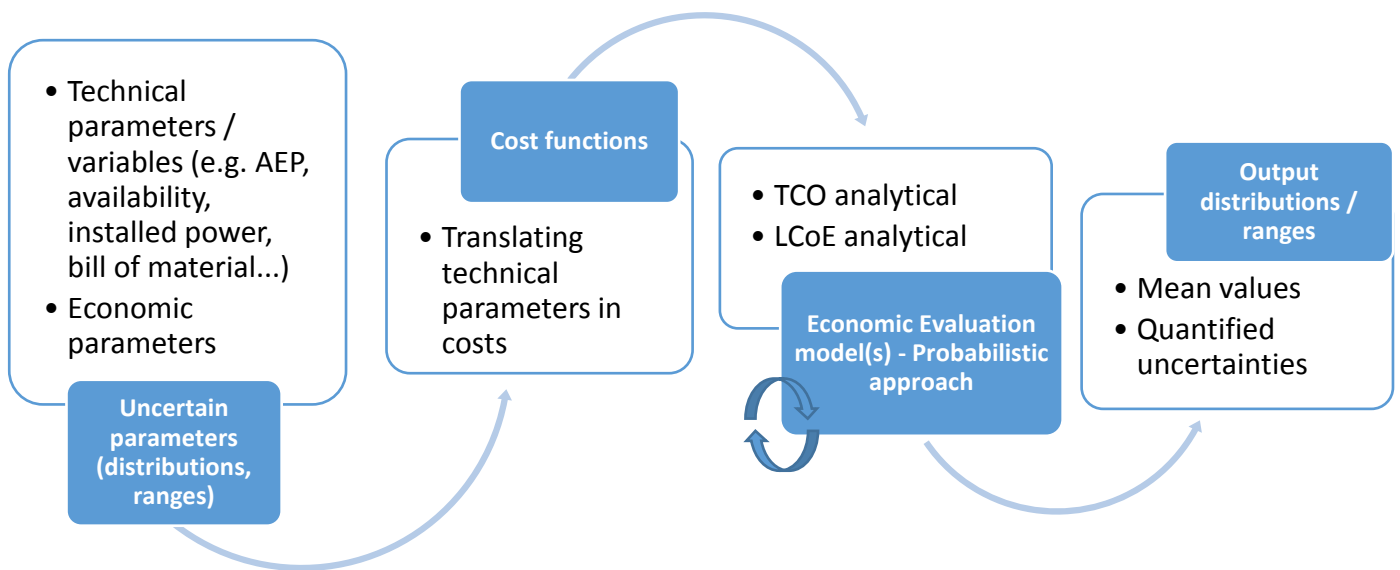 • Technical
parameters /
variables (e.g. AEP,
availability,
installed power,
bill of material...)
• Economic
parameters
Uncertain
parameters
(distributions,
ranges)
Cost functions
• Translating
technical
parameters in
costs
• TCO analytical
• LCoE analytical
Economic Evaluation
model(s) - Probabilistic
approach
Output
distributions /
ranges
• Mean values
• Quantified
uncertainties